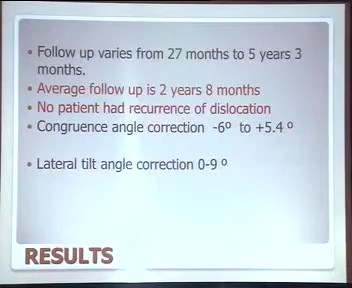 • Follow up varies from 27 months to 5 years 3
months.
• Average follow up is 2 years 8 months
• No patient had recurrence of dislocation
• Congruence angle correction -6º to +5.4 º
• Lateral tilt angle correction 0-9 º
RESULTS